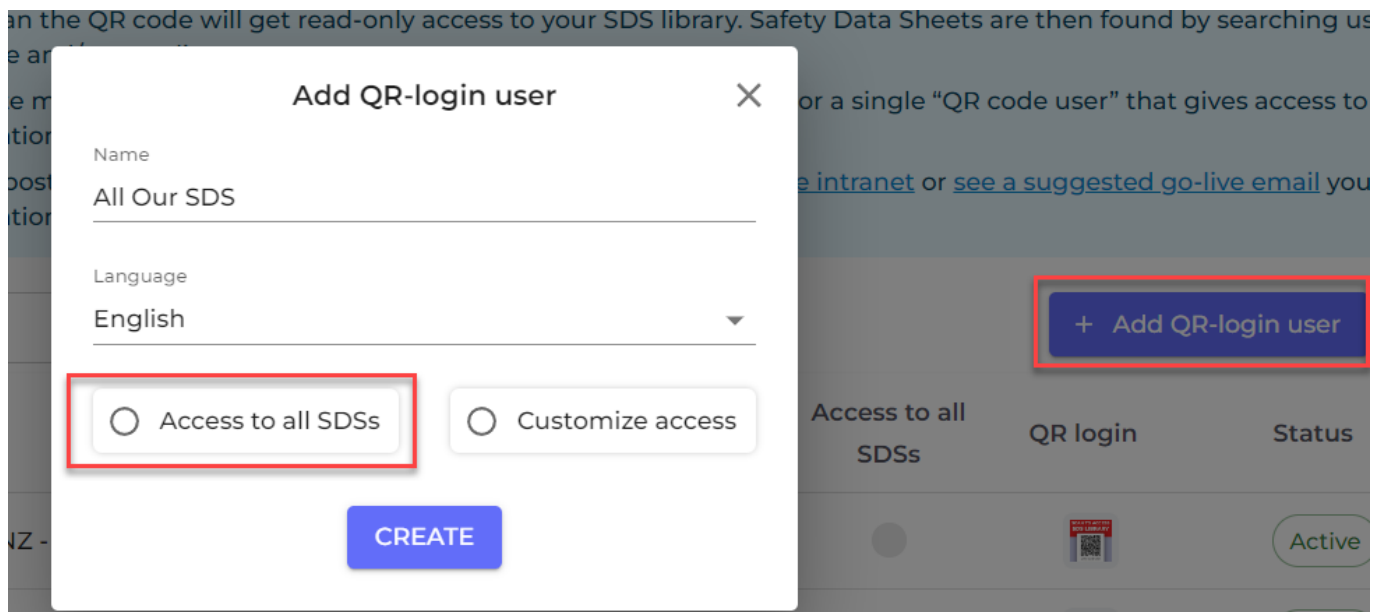 an the QR code will get read-only access to your SDS library. Safety Data Sheets are then found by searching us
Add QR-login user
or a single “QR code user” that gives access to
Name
All Our SDS
e intranet or see a suggested go-live email you
Language
English
+ Add QR-login user
Access to all SDSs
Customize access
Access to all
SDSs
QR login
Status
CREATE
NZ -
Active